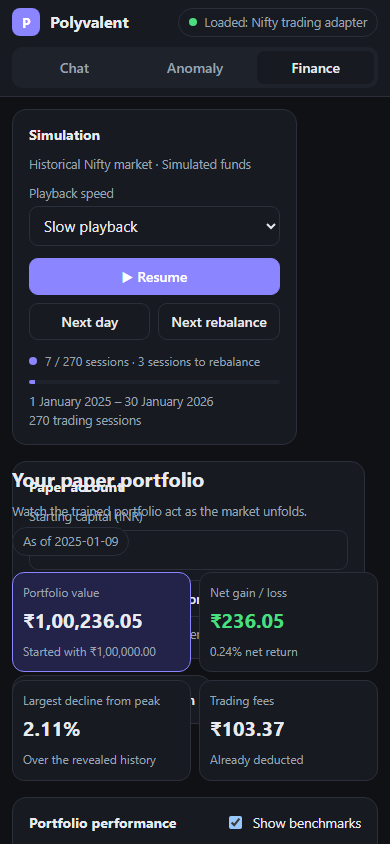 P Polyvalent Loaded: Nifty trading adapter
Chat Anomaly Finance
Simulation
Historical Nifty market · Simulated funds
Playback speed
Slow playback
▶ Resume
Next day Next rebalance
7 / 270 sessions · 3 sessions to rebalance
1 January 2025 – 30 January 2026
270 trading sessions
Your paper portfolio
Paper account
Watch the trained portfolio act as the market unfolds.
Starting capital (INR)
As of 2025-01-09
Portfolio value Net gain / loss
₹1,00,236.05 ₹236.05
Started with ₹1,00,000.00 0.24% net return
Largest decline from peak Trading fees
2.11% ₹103.37
Over the revealed history Already deducted
Portfolio performance Show benchmarks